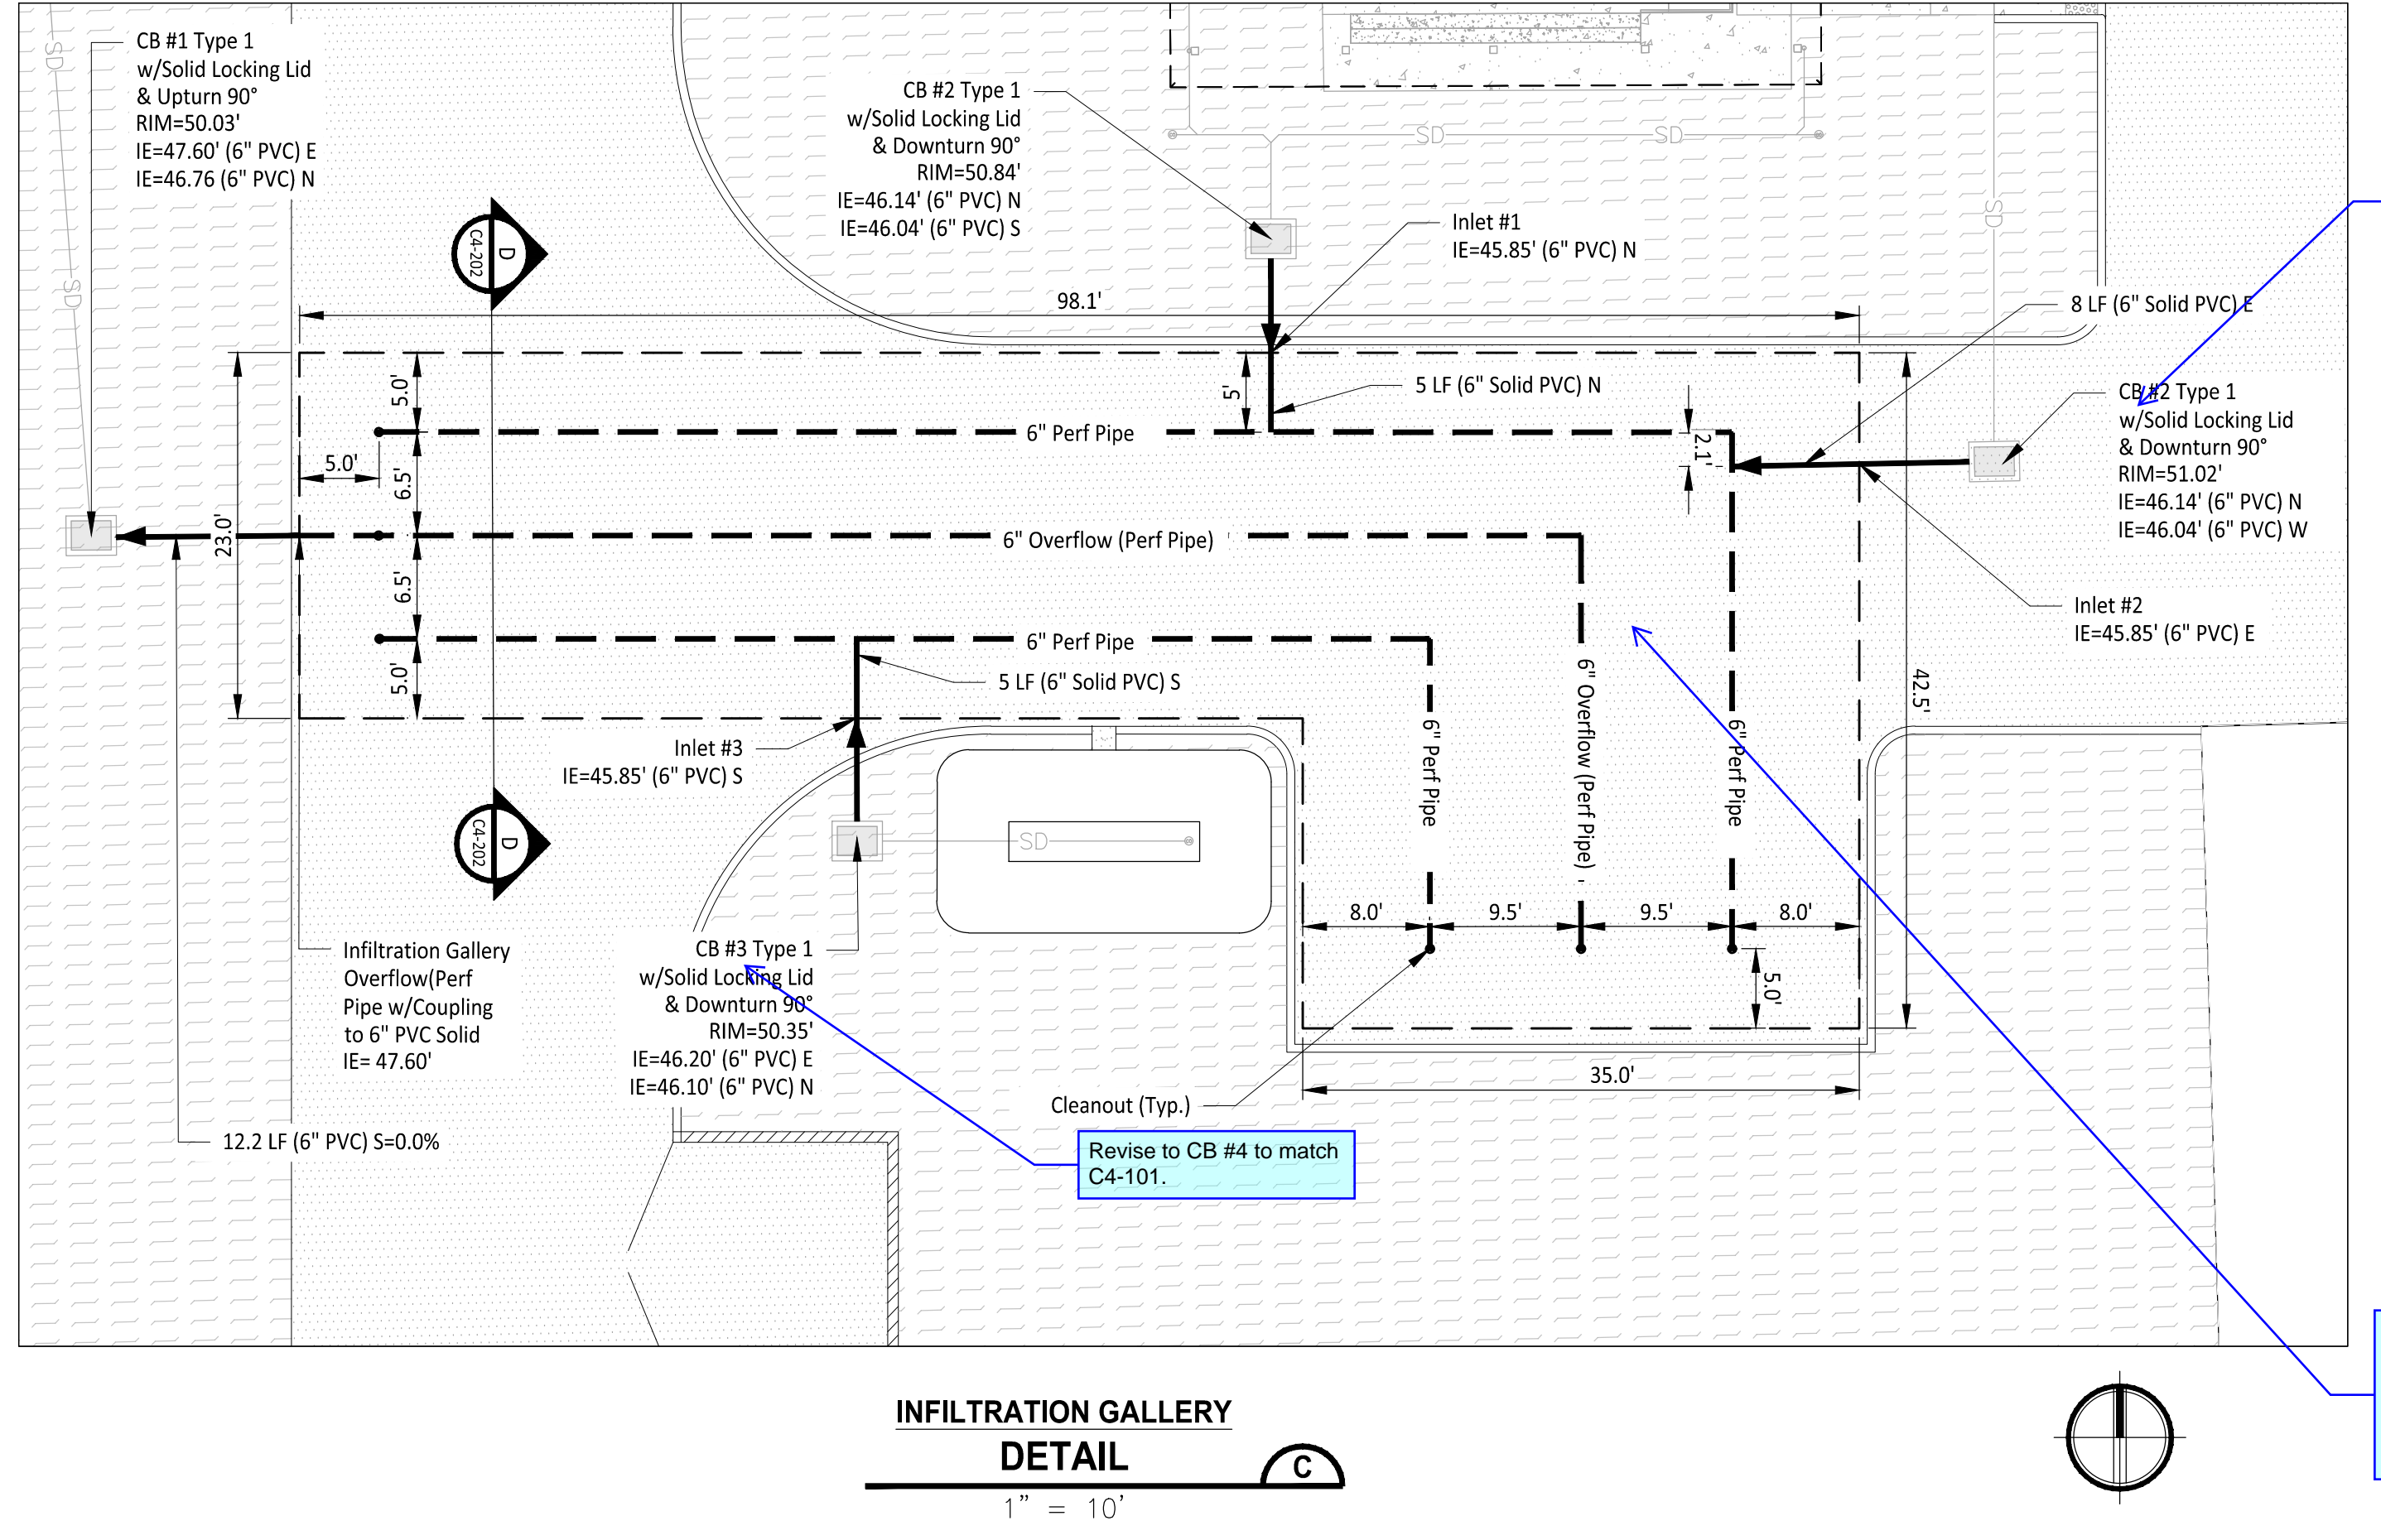 CB #1 Type 1
w/Solid Locking Lid
& Upturn 90°
RIM=50.03'
IE=47.60' (6" PVC) E
IE=46.76 (6" PVC) N
CB #2 Type 1
w/Solid Locking Lid
& Downturn 90°
RIM=50.84'
IE=46.14' (6" PVC) N
IE=46.04' (6" PVC) S
Inlet #1
IE=45.85' (6" PVC) N
SD
SD
SD
SD
SD
D
C4-202
98.1'
8 LF (6" Solid PVC) E
5.0'
5'
5 LF (6" Solid PVC) N
CB #2 Type 1
w/Solid Locking Lid
& Downturn 90°
RIM=51.02'
IE=46.14' (6" PVC) N
IE=46.04' (6" PVC) W
6" Perf Pipe
2.1'
5.0'
6.5'
23.0'
6" Overflow (Perf Pipe)
6.5'
Inlet #2
IE=45.85' (6" PVC) E
6" Perf Pipe
5.0'
5 LF (6" Solid PVC) S
42.5'
6" Perf Pipe
6" Overflow (Perf Pipe)
6" Perf Pipe
Inlet #3
IE=45.85' (6" PVC) S
D
C4-202
SD
8.0'
9.5'
9.5'
8.0'
5.0'
Infiltration Gallery
Overflow(Perf
Pipe w/Coupling
to 6" PVC Solid
IE= 47.60'
CB #3 Type 1
w/Solid Locking Lid
& Downturn 90°
RIM=50.35'
IE=46.20' (6" PVC) E
IE=46.10' (6" PVC) N
35.0'
Cleanout (Typ.)
12.2 LF (6" PVC) S=0.0%
Revise to CB #4 to match
C4-101.
INFILTRATION GALLERY
DETAIL
C
1" = 10'